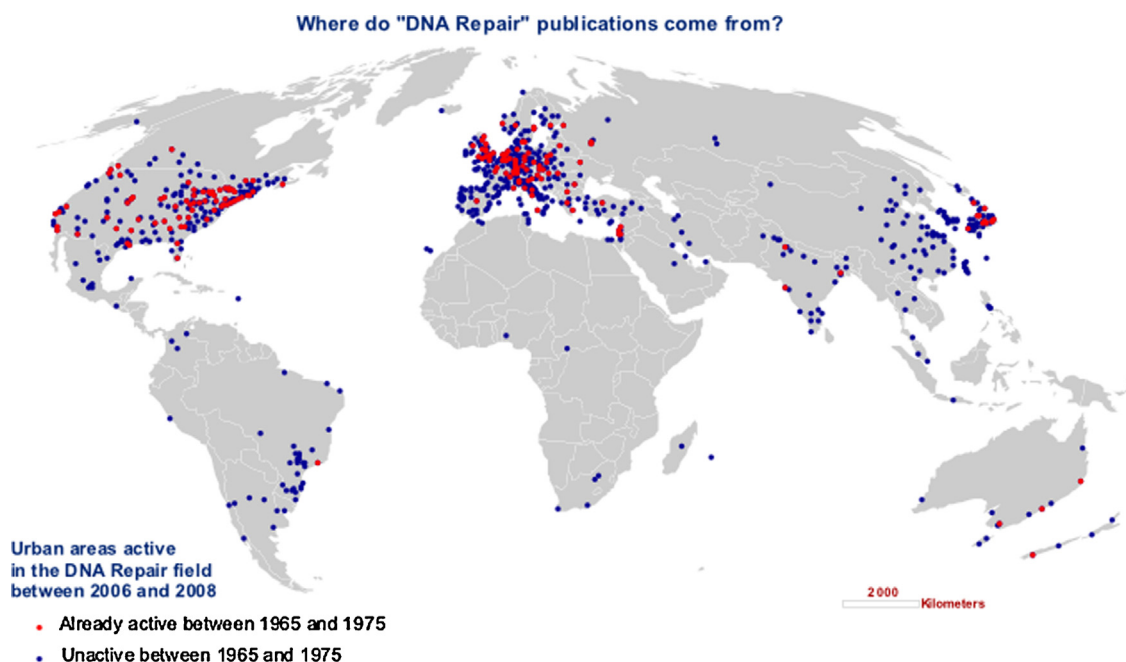 Where do "DNA Repair" publications come from?
Urban areas active
in the DNA Repair field
between 2006 and 2008
2000
Kilometers
Already active between 1965 and 1975
Unactive between 1965 and 1975